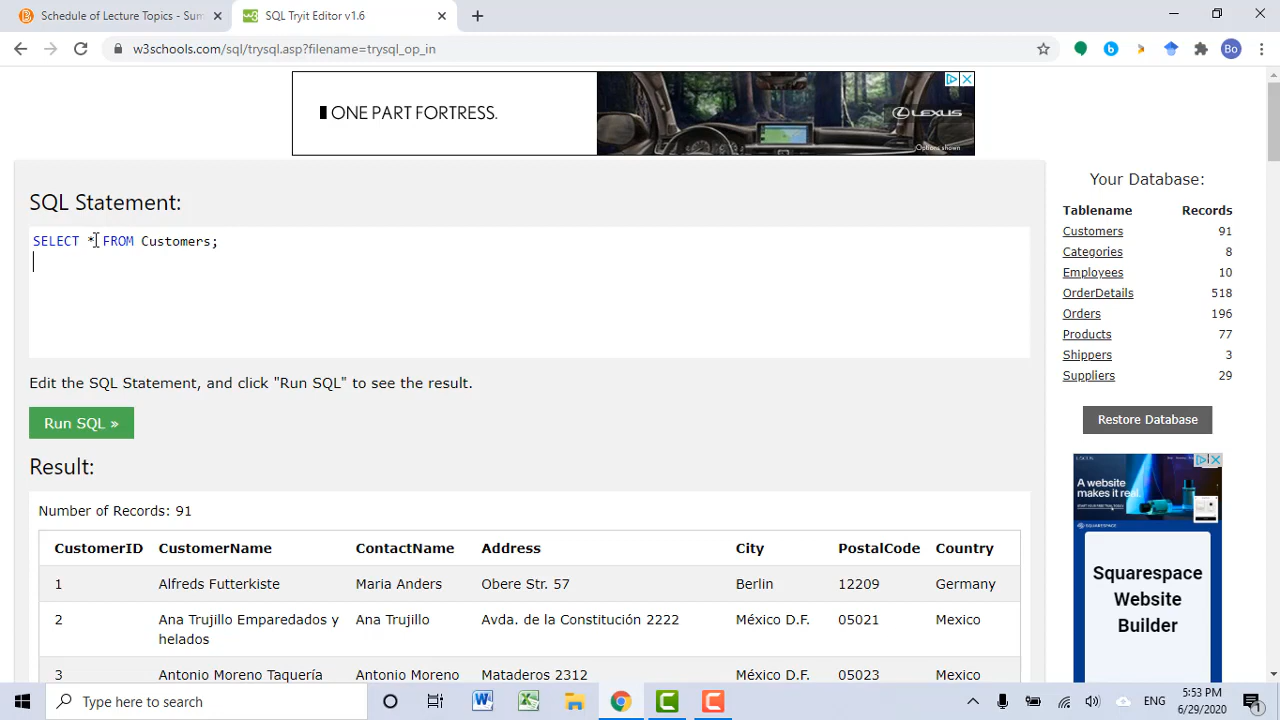 Schedule of Lecture Topics - Sum
SQL Tryit Editor v1.6
w3schools.com/sql/trysql.asp?filename=trysql_op_in
Bo
ONE PART FORTRESS.
LEXUS
Options shown.
SQL Statement:
SELECT * FROM Customers;
Edit the SQL Statement, and click "Run SQL" to see the result.
Run SQL »
Result:
Number of Records: 91
CustomerID CustomerName ContactName Address City PostalCode Country
1 Alfreds Futterkiste Maria Anders Obere Str. 57 Berlin 12209 Germany
2 Ana Trujillo Emparedados y helados Ana Trujillo Avda. de la Constitución 2222 México D.F. 05021 Mexico
3 Antonio Moreno Taquería Antonio Moreno Mataderos 2312 México D.F. 05023 Mexico
Your Database:
Tablename Records
Customers 91
Categories 8
Employees 10
OrderDetails 518
Orders 196
Products 77
Shippers 3
Suppliers 29
Restore Database
A website
makes it real.
SQUARESPACE
Squarespace
Website
Builder
Type here to search
ENG
5:53 PM
6/29/2020
1